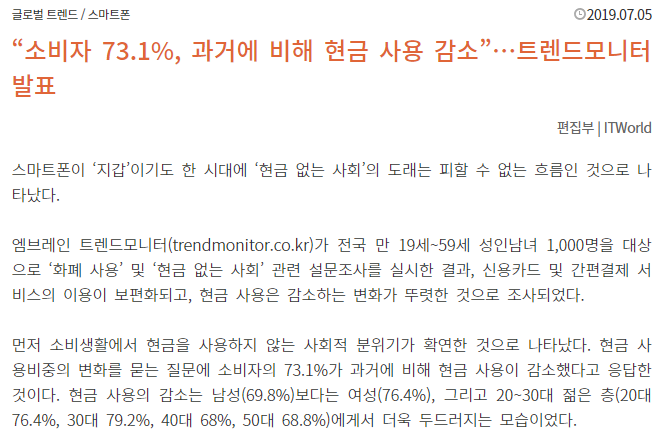 글로벌 트렌드 / 스마트폰
2019.07.05
“소비자 73.1%, 과거에 비해 현금 사용 감소”…트렌드모니터
발표
편집부 | ITWorld
스마트폰이 ‘지갑’이기도 한 시대에 ‘현금 없는 사회’의 도래는 피할 수 없는 흐름인 것으로 나
타났다.
엠브레인 트렌드모니터(trendmonitor.co.kr)가 전국 만 19세~59세 성인남녀 1,000명을 대상
으로 ‘화폐 사용’ 및 ‘현금 없는 사회’ 관련 설문조사를 실시한 결과, 신용카드 및 간편결제 서
비스의 이용이 보편화되고, 현금 사용은 감소하는 변화가 뚜렷한 것으로 조사되었다.
먼저 소비생활에서 현금을 사용하지 않는 사회적 분위기가 확연한 것으로 나타났다. 현금 사
용비중의 변화를 묻는 질문에 소비자의 73.1%가 과거에 비해 현금 사용이 감소했다고 응답한
것이다. 현금 사용의 감소는 남성(69.8%)보다는 여성(76.4%), 그리고 20~30대 젊은 층(20대
76.4%, 30대 79.2%, 40대 68%, 50대 68.8%)에게서 더욱 두드러지는 모습이었다.